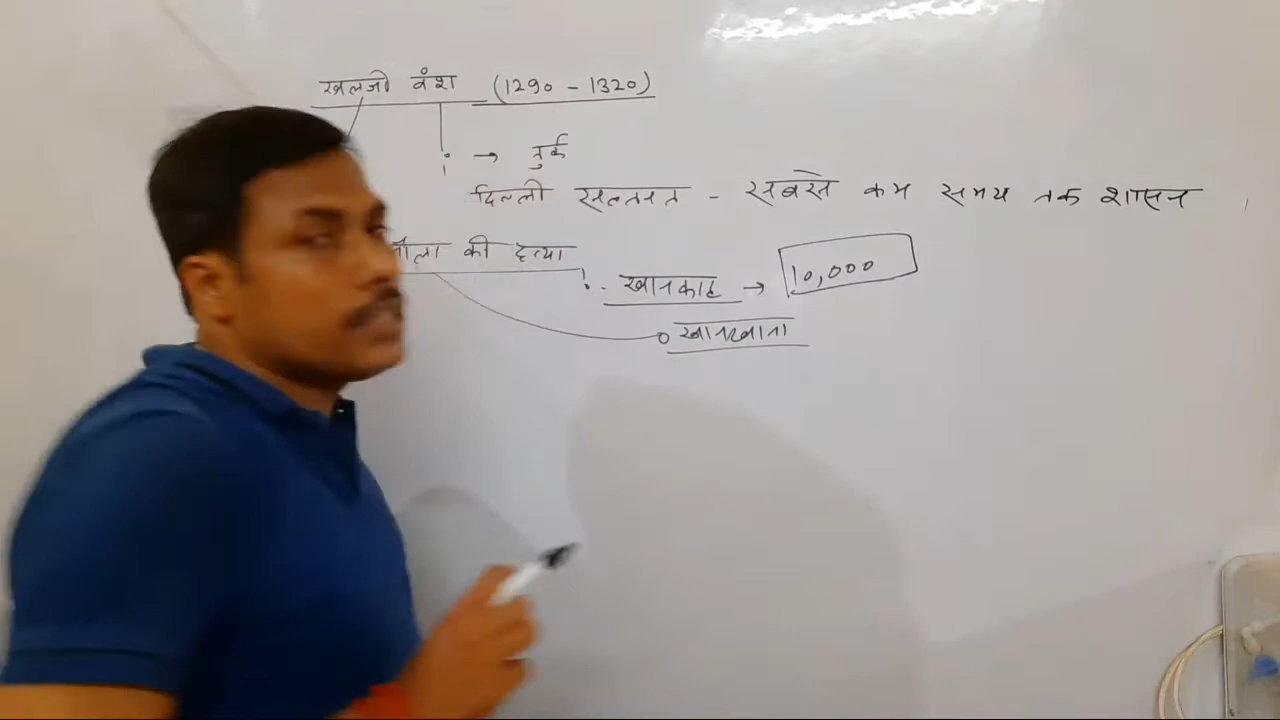 खलजी वंश (1290 - 1320)
→ तुर्क
दिल्ली सल्तनत - सबसे कम समय तक शासन
मौला की हत्या
- खानकाह → 10,000
खानखाना